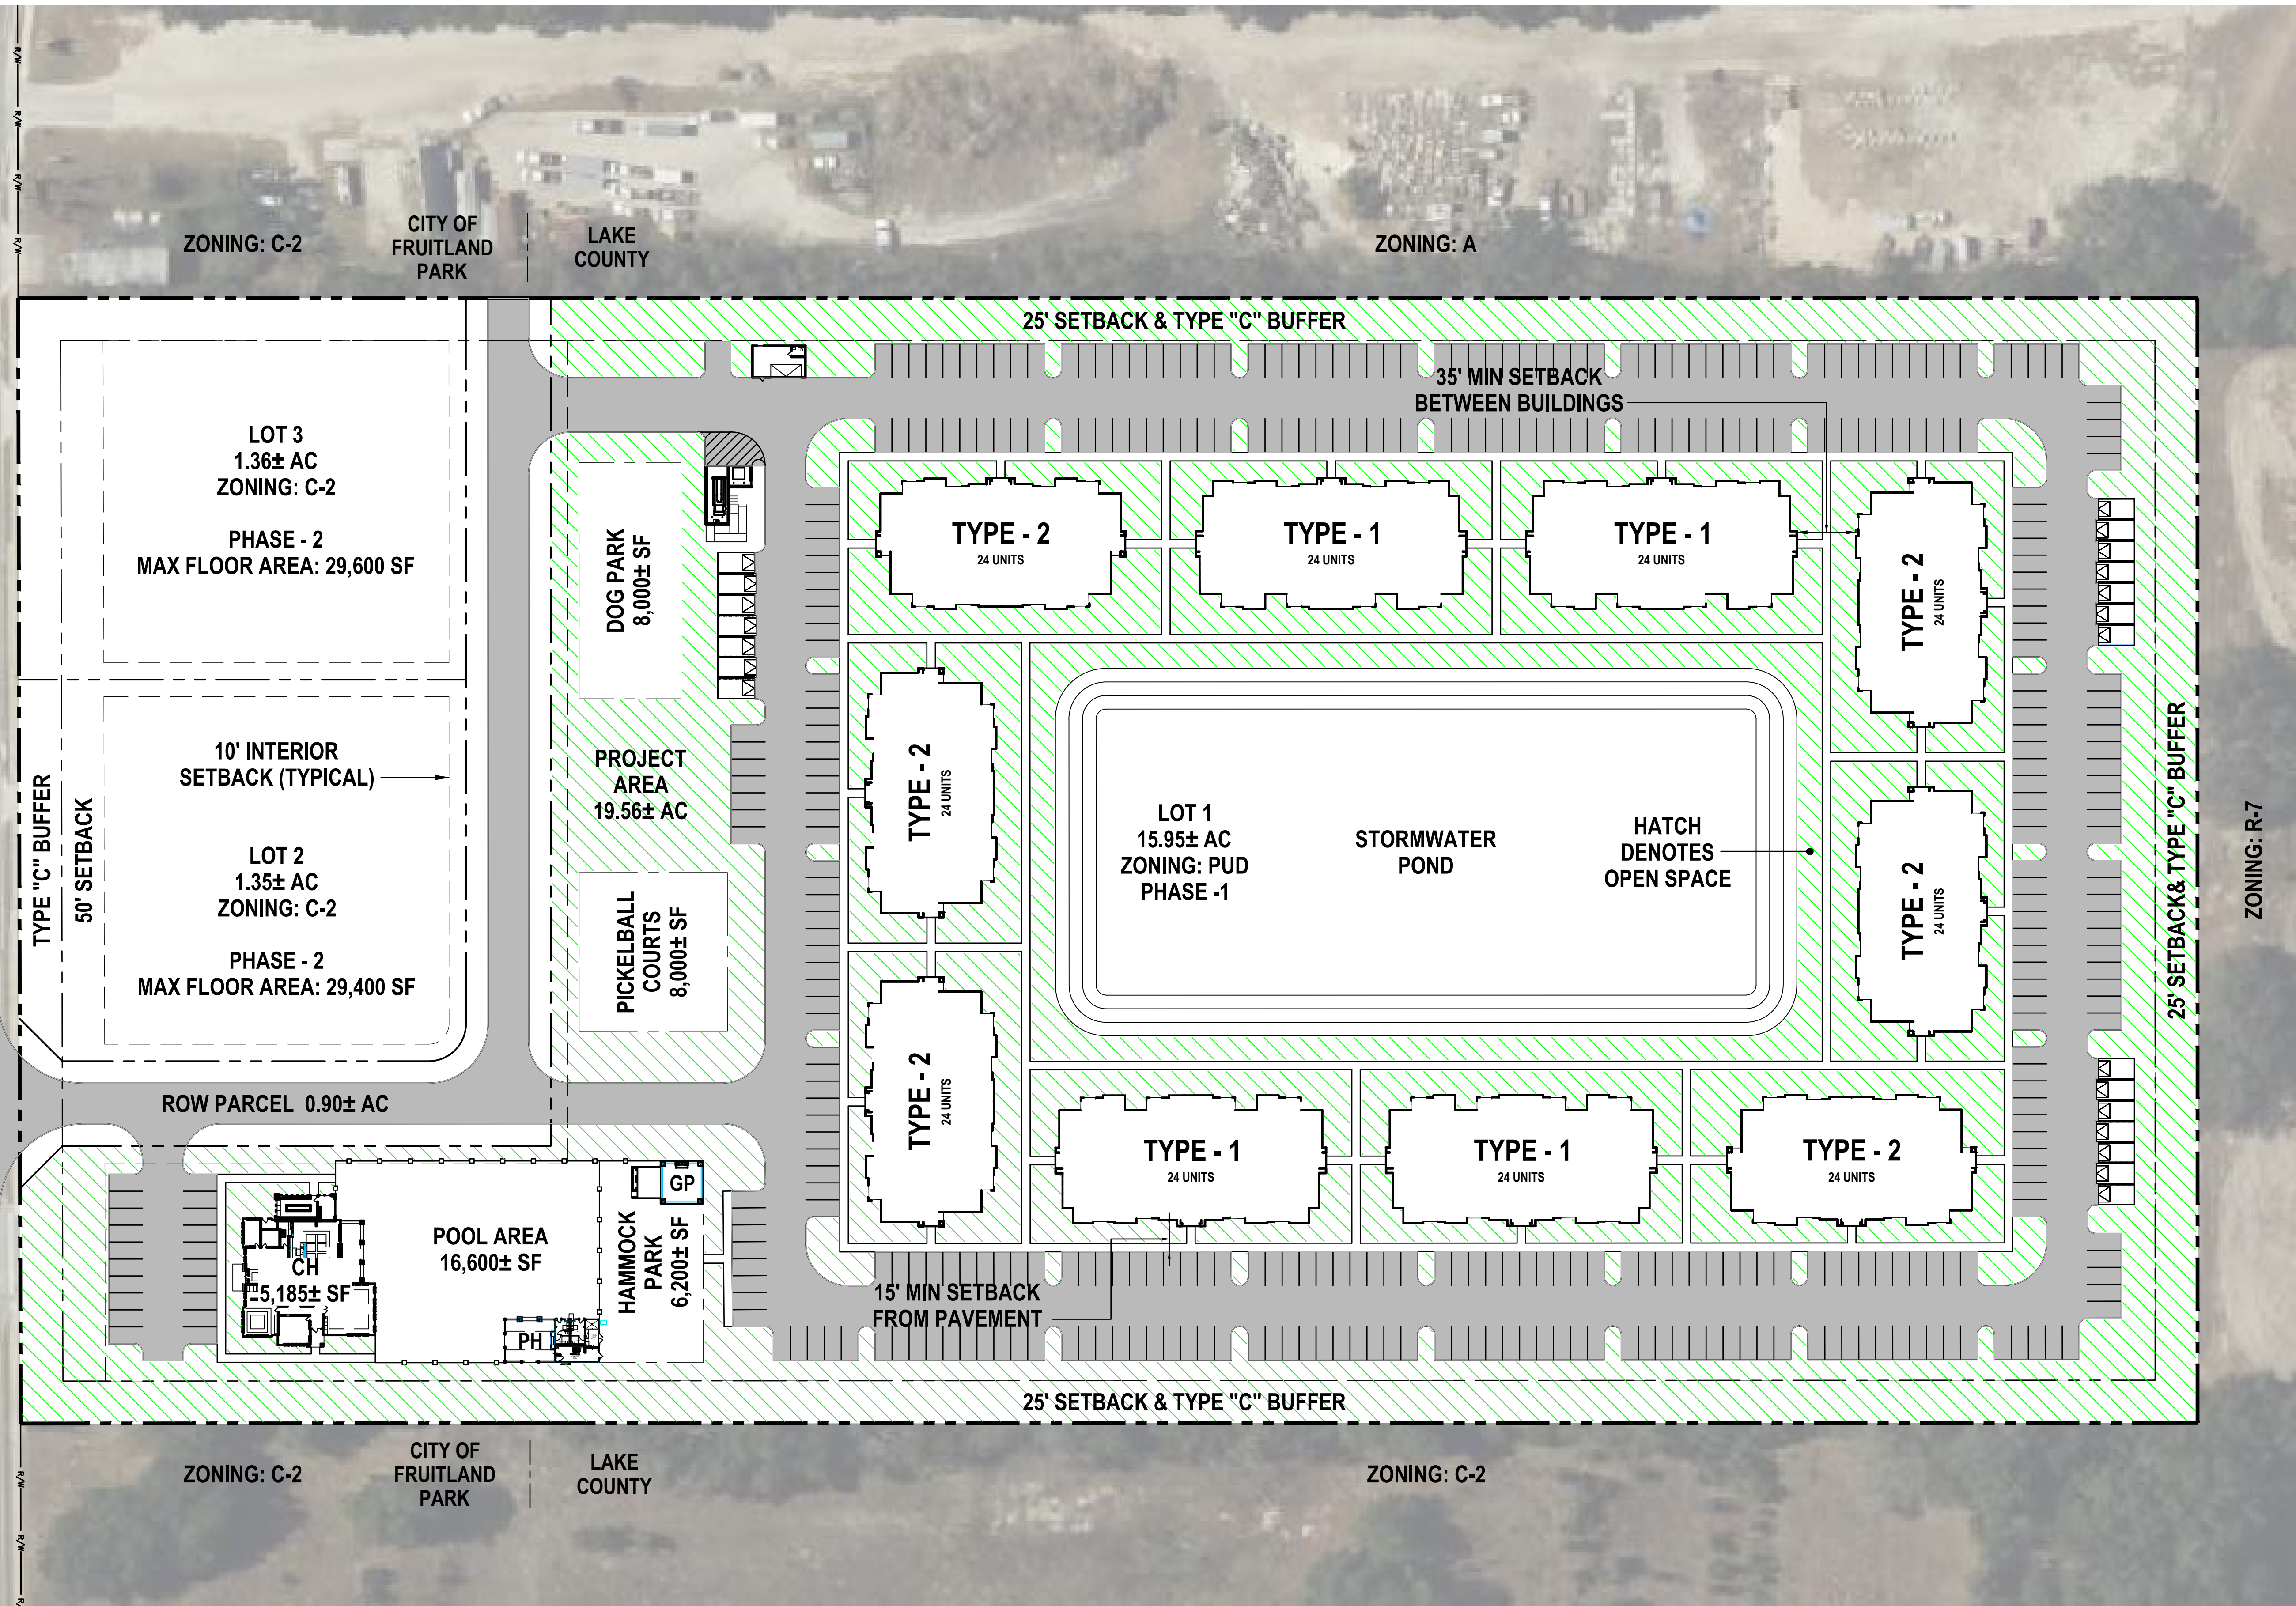 R/W
R/W
R/W
R/W
ZONING: C-2
CITY OF
FRUITLAND
PARK
LAKE
COUNTY
ZONING: A
25' SETBACK & TYPE "C" BUFFER
35' MIN SETBACK
BETWEEN BUILDINGS
LOT 3
1.36± AC
ZONING: C-2
PHASE - 2
MAX FLOOR AREA: 29,600 SF
DOG PARK
8,000± SF
TYPE - 2
24 UNITS
TYPE - 1
24 UNITS
TYPE - 1
24 UNITS
TYPE - 2
24 UNITS
10' INTERIOR
SETBACK (TYPICAL)
TYPE "C" BUFFER
50' SETBACK
LOT 2
1.35± AC
ZONING: C-2
PHASE - 2
MAX FLOOR AREA: 29,400 SF
PROJECT
AREA
19.56± AC
PICKELBALL
COURTS
8,000± SF
TYPE - 2
24 UNITS
LOT 1
15.95± AC
ZONING: PUD
PHASE -1
STORMWATER
POND
HATCH
DENOTES
OPEN SPACE
TYPE - 2
24 UNITS
25' SETBACK& TYPE "C" BUFFER
ZONING: R-7
ROW PARCEL 0.90± AC
TYPE - 2
24 UNITS
TYPE - 1
24 UNITS
TYPE - 1
24 UNITS
TYPE - 2
24 UNITS
GP
POOL AREA
16,600± SF
CH
5,185± SF
HAMMOCK
PARK
6,200± SF
PH
15' MIN SETBACK
FROM PAVEMENT
25' SETBACK & TYPE "C" BUFFER
ZONING: C-2
CITY OF
FRUITLAND
PARK
LAKE
COUNTY
ZONING: C-2
R/W
R/W